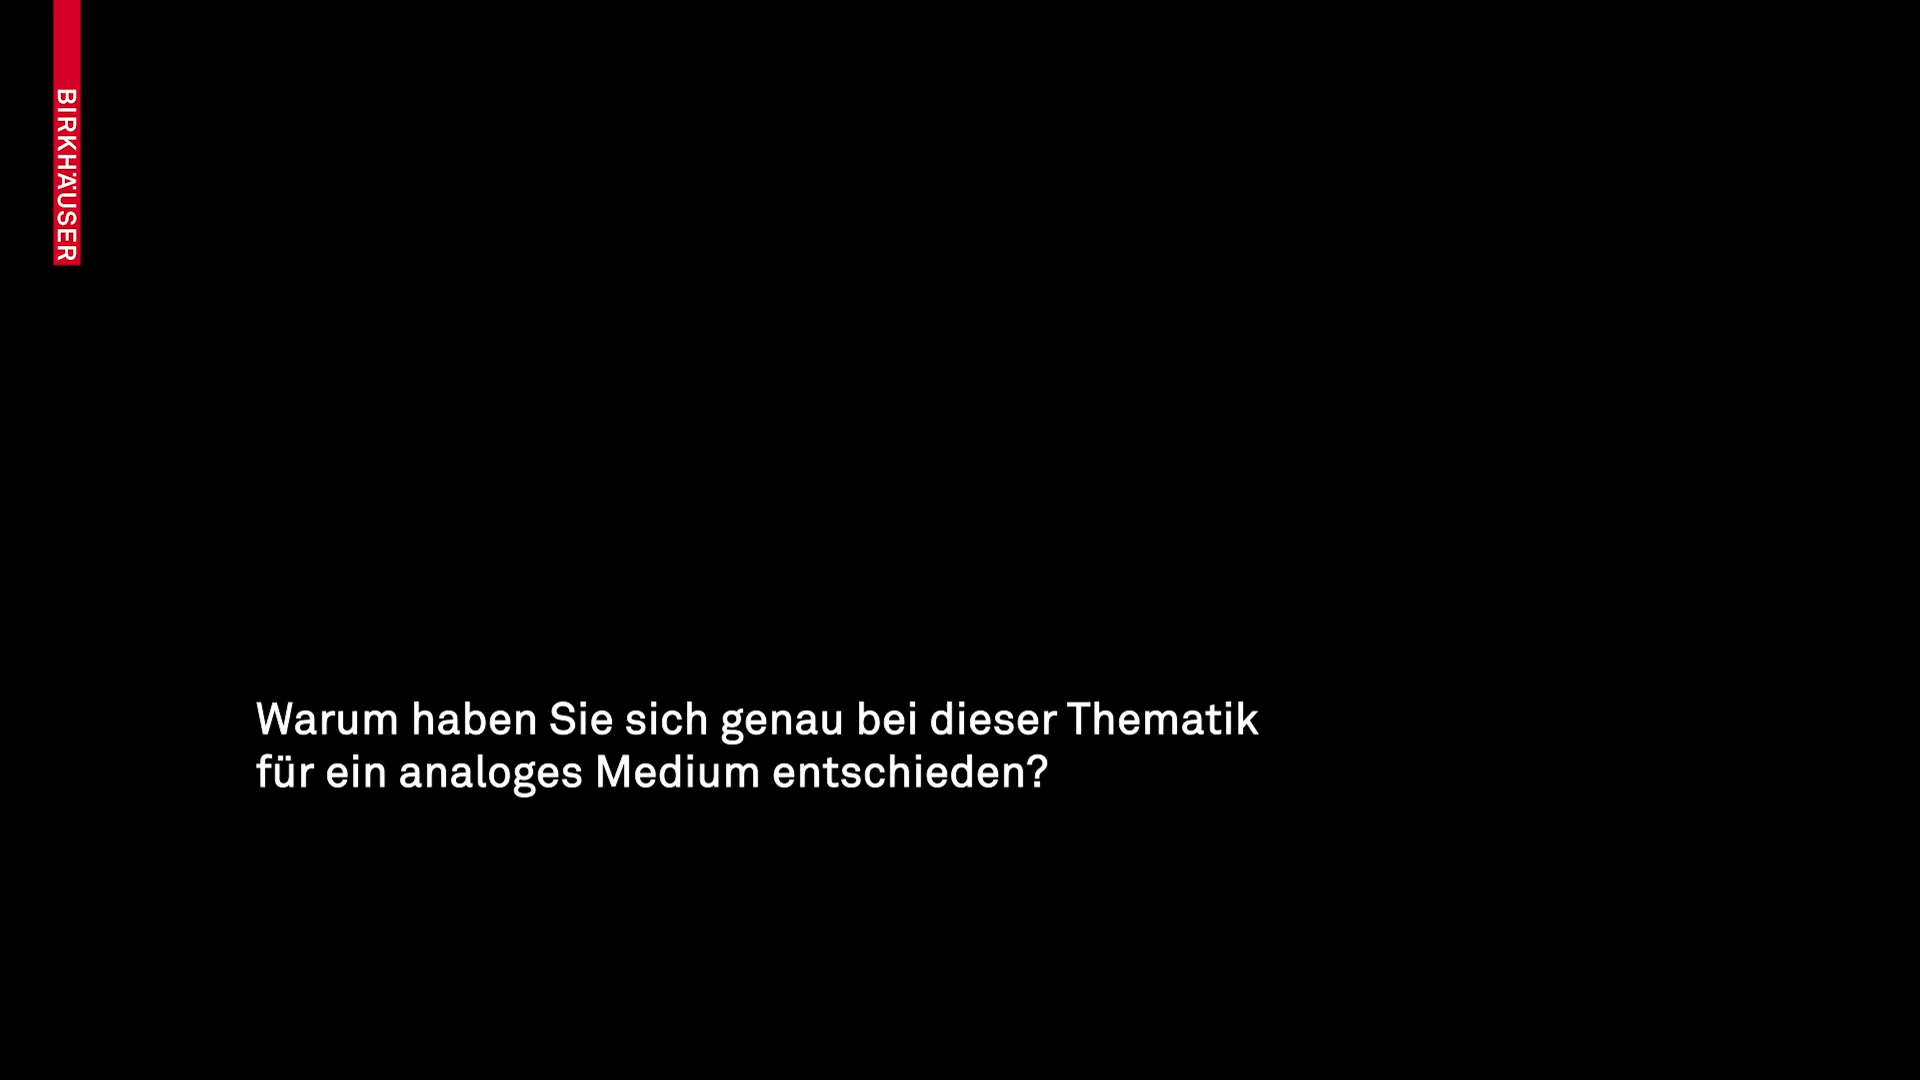 BIRKHÄUSER
Warum haben Sie sich genau bei dieser Thematik
für ein analoges Medium entschieden?